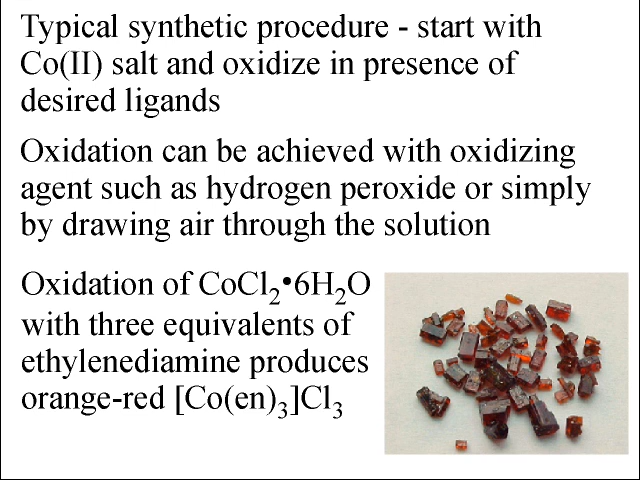 Typical synthetic procedure - start with
Co(II) salt and oxidize in presence of
desired ligands
Oxidation can be achieved with oxidizing
agent such as hydrogen peroxide or simply
by drawing air through the solution
Oxidation of CoCl₂•6H₂O
with three equivalents of
ethylenediamine produces
orange-red [Co(en)₃]Cl₃